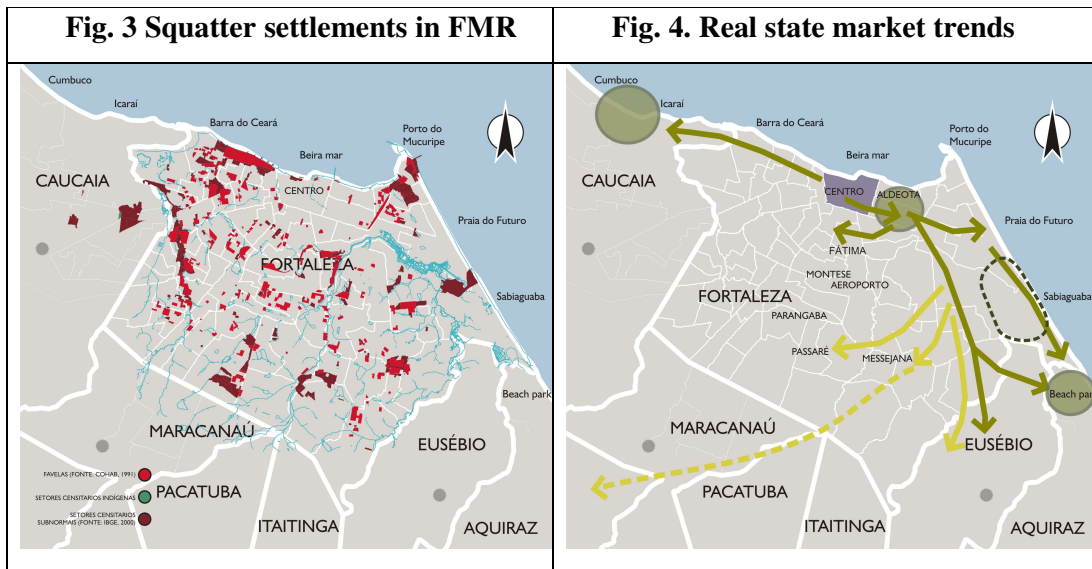 Fig. 3 Squatter settlements in FMR
Cumbuco
Icaraí
Barra do Ceará
Beira mar
Porto do
Mucuripe
CAUCAIA
CENTRO
Praia do Futuro
FORTALEZA
Sabiaguaba
Beach park
MARACANAÚ
EUSÉBIO
FAVELAS (FONTE: COHAB, 1991)
SETORES CENSITARIOS INDÍGENAS
SETORES CENSITARIOS
SUBNORMAIS (FONTE: IBGE, 2000)
PACATUBA
ITAITINGA
AQUIRAZ
Fig. 4. Real state market trends
Cumbuco
Icaraí
Barra do Ceará
Beira mar
Porto do
Mucuripe
CAUCAIA
CENTRO
ALDEOTA
Praia do Futuro
FÁTIMA
MONTESE
AEROPORTO
FORTALEZA
Sabiaguaba
PARANGABA
PASSARÉ
MESSEJANA
Beach park
MARACANAÚ
EUSÉBIO
PACATUBA
ITAITINGA
AQUIRAZ